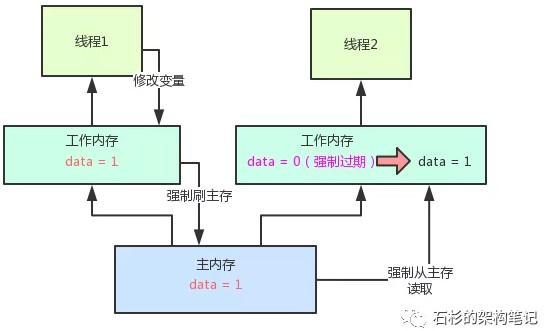 线程1
线程2
修改变量
工作内存
data = 1
工作内存
data = 0（强制过期）
data = 1
强制刷主存
主内存
data = 1
强制从主存
读取
石杉的架构笔记